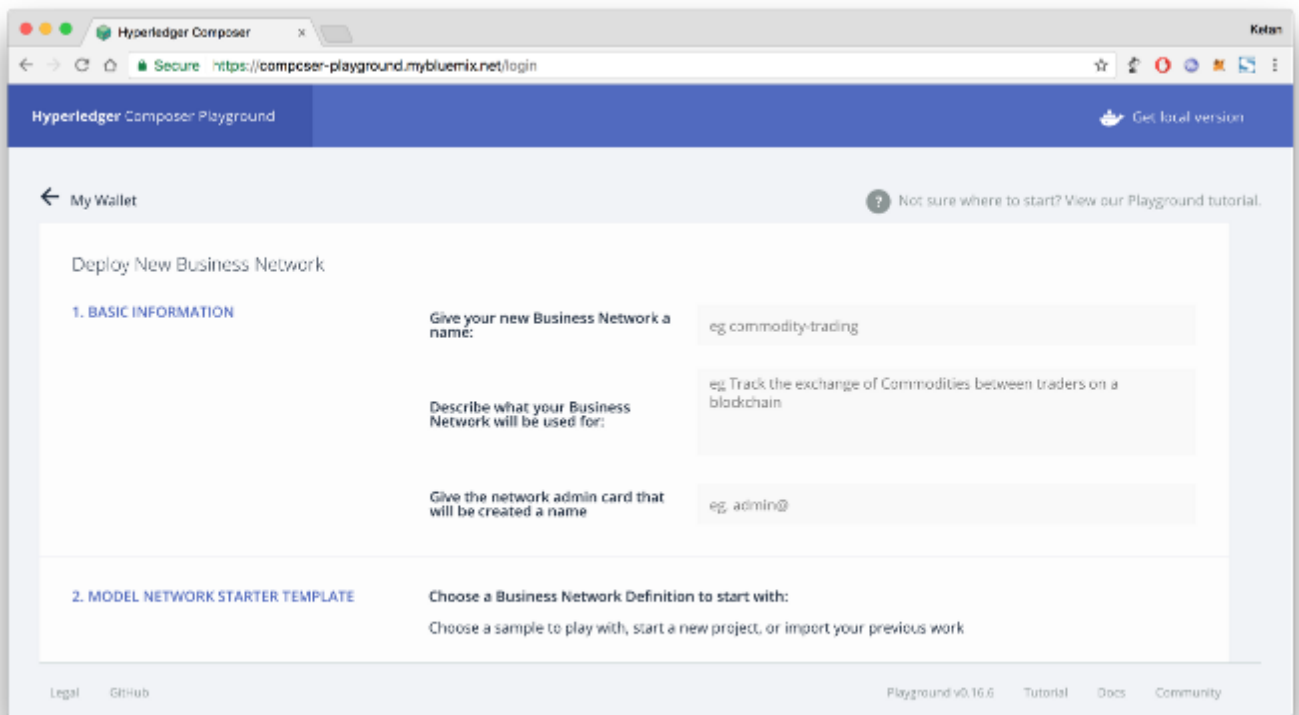 Hyperledger Composer
Ketan
Secure https://composer-playground.mybluemix.net/login
Hyperledger Composer Playground
Get local version
My Wallet
? Not sure where to start? View our Playground tutorial.
Deploy New Business Network
1. BASIC INFORMATION
Give your new Business Network a
name:
eg commodity-trading
Describe what your Business
Network will be used for:
eg Track the exchange of Commodities between traders on a
blockchain
Give the network admin card that
will be created a name
eg. admin@
2. MODEL NETWORK STARTER TEMPLATE
Choose a Business Network Definition to start with:
Choose a sample to play with, start a new project, or import your previous work
Legal GitHub Playground v0.16.6 Tutorial Docs Community